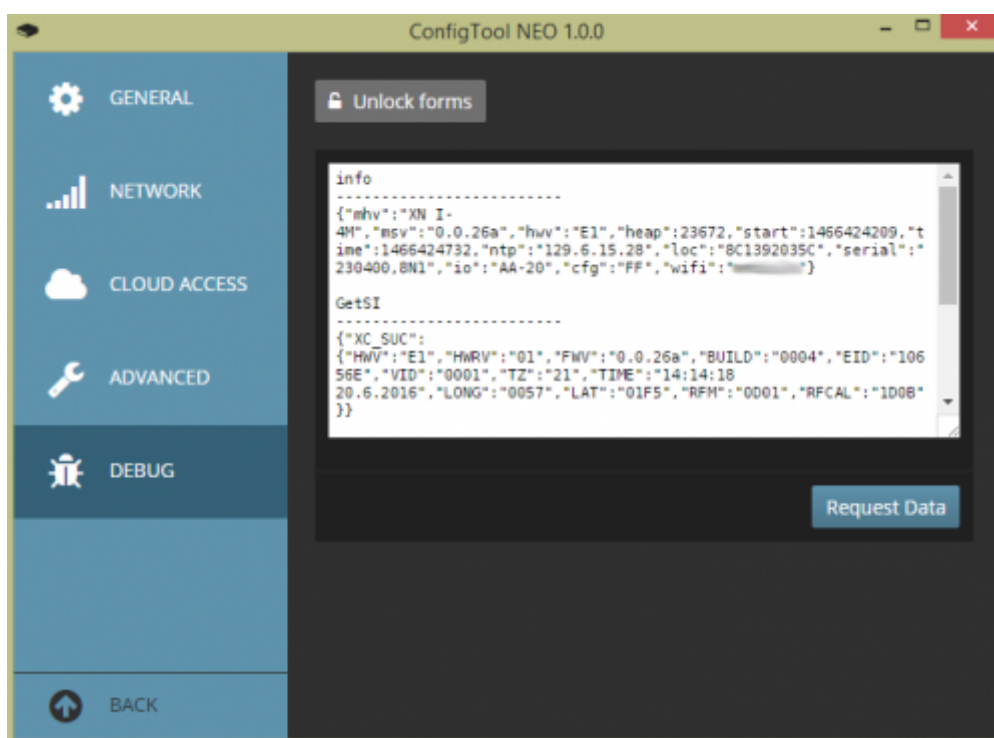 ConfigTool NEO 1.0.0
GENERAL
NETWORK
CLOUD ACCESS
ADVANCED
DEBUG
BACK
Unlock forms
info
-------------------------
{"mhv":"XN I-
4M","msv":"0.0.26a","hwv":"E1","heap":23672,"start":1466424209,"t
ime":1466424732,"ntp":"129.6.15.28","loc":"8C1392035C","serial":"
230400,8N1","io":"AA-20","cfg":"FF","wifi":" "}
GetSI
-------------------------
{"XC_SUC":
{"HWV":"E1","HWRV":"01","FWV":"0.0.26a","BUILD":"0004","EID":"106
56E","VID":"0001","TZ":"21","TIME":"14:14:18
20.6.2016","LONG":"0057","LAT":"01F5","RFM":"0D01","RFCAL":"1D0B"
}}
Request Data